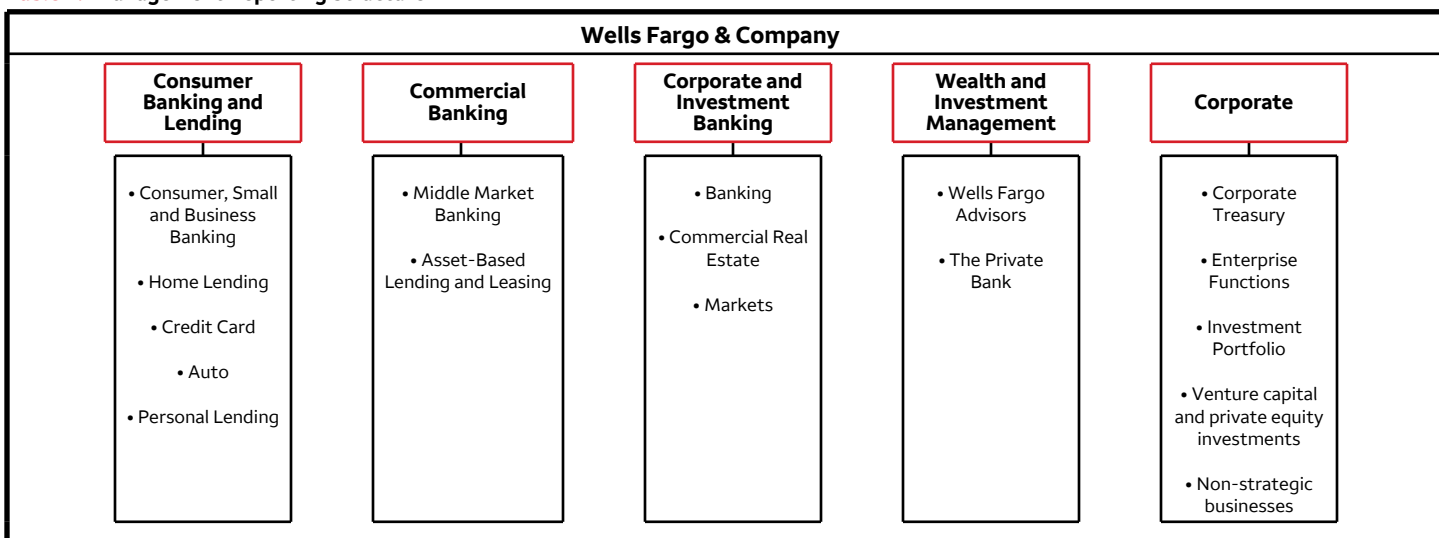 Management Reporting Structure
Wells Fargo & Company
Consumer
Banking and
Lending
• Consumer, Small
and Business
Banking
• Home Lending
• Credit Card
• Auto
• Personal Lending
Commercial
Banking
• Middle Market
Banking
• Asset-Based
Lending and Leasing
Corporate and
Investment
Banking
• Banking
• Commercial Real
Estate
• Markets
Wealth and
Investment
Management
• Wells Fargo
Advisors
• The Private
Bank
Corporate
• Corporate
Treasury
• Enterprise
Functions
• Investment
Portfolio
• Venture capital
and private equity
investments
• Non-strategic
businesses